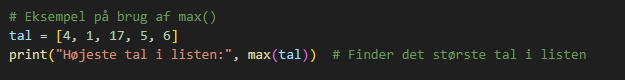 # Eksempel på brug af max()
tal = [4, 1, 17, 5, 6]
print("Højeste tal i listen:", max(tal))  # Finder det største tal i listen